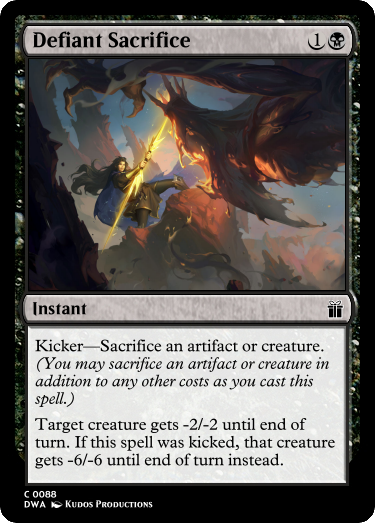 Defiant Sacrifice 1
Instant
Kicker—Sacrifice an artifact or creature.
(You may sacrifice an artifact or creature in
addition to any other costs as you cast this
spell.)
Target creature gets -2/-2 until end of
turn. If this spell was kicked, that creature
gets -6/-6 until end of turn instead.
C 0088
DWA Kudos Productions